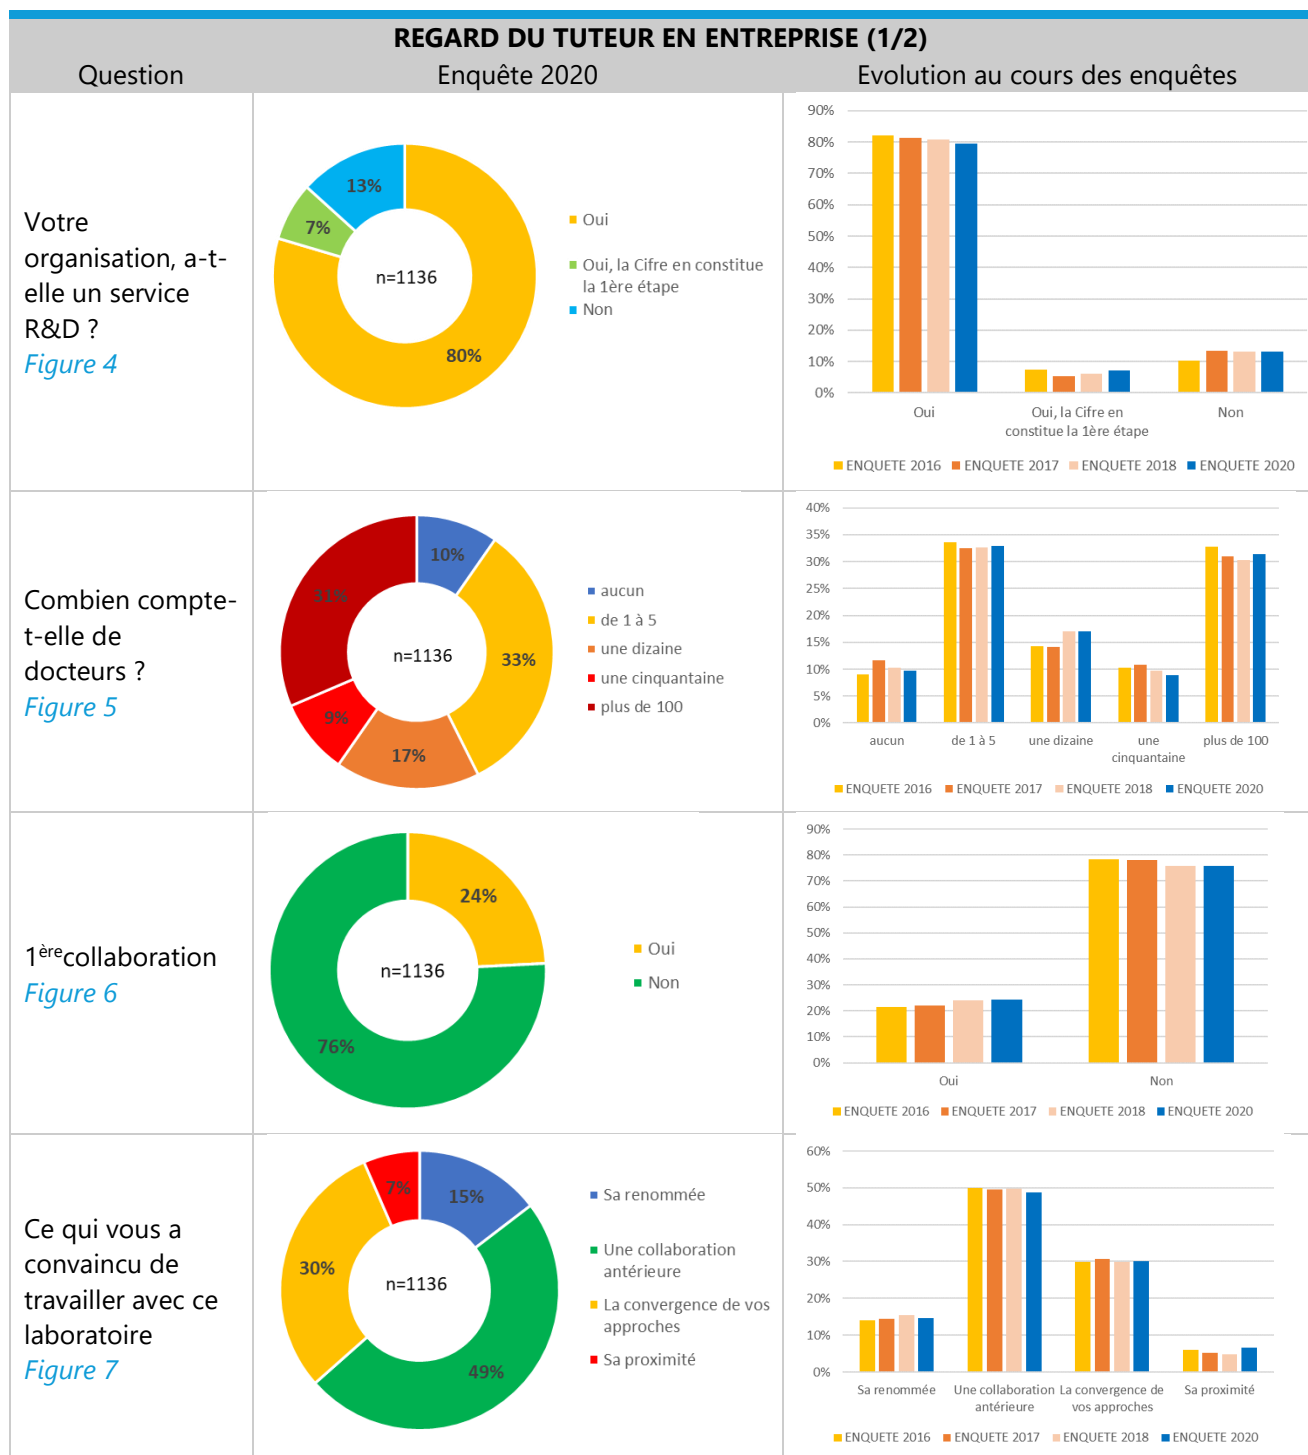 REGARD DU TUTEUR EN ENTREPRISE (1/2)
Question
Enquête 2020
Evolution au cours des enquêtes
Votre
organisation, a-t-
elle un service
R&D ?
Figure 4
13%
7%
n=1136
80%
Oui
Oui, la Cifre en constitue
la 1ère étape
Non
90%
80%
70%
60%
50%
40%
30%
20%
10%
0%
Oui
Oui, la Cifre en
constitue la 1ère étape
Non
ENQUETE 2016
ENQUETE 2017
ENQUETE 2018
ENQUETE 2020
Combien compte-
t-elle de
docteurs ?
Figure 5
10%
31%
n=1136
33%
9%
17%
aucun
de 1 à 5
une dizaine
une cinquantaine
plus de 100
40%
35%
30%
25%
20%
15%
10%
5%
0%
aucun
de 1 à 5
une dizaine
une
cinquantaine
plus de 100
ENQUETE 2016
ENQUETE 2017
ENQUETE 2018
ENQUETE 2020
1ère collaboration
Figure 6
24%
n=1136
76%
Oui
Non
90%
80%
70%
60%
50%
40%
30%
20%
10%
0%
Oui
Non
ENQUETE 2016
ENQUETE 2017
ENQUETE 2018
ENQUETE 2020
Ce qui vous a
convaincu de
travailler avec ce
laboratoire
Figure 7
7%
15%
30%
n=1136
49%
Sa renommée
Une collaboration
antérieure
La convergence de vos
approches
Sa proximité
60%
50%
40%
30%
20%
10%
0%
Sa renommée
Une collaboration
antérieure
La convergence de
vos approches
Sa proximité
ENQUETE 2016
ENQUETE 2017
ENQUETE 2018
ENQUETE 2020